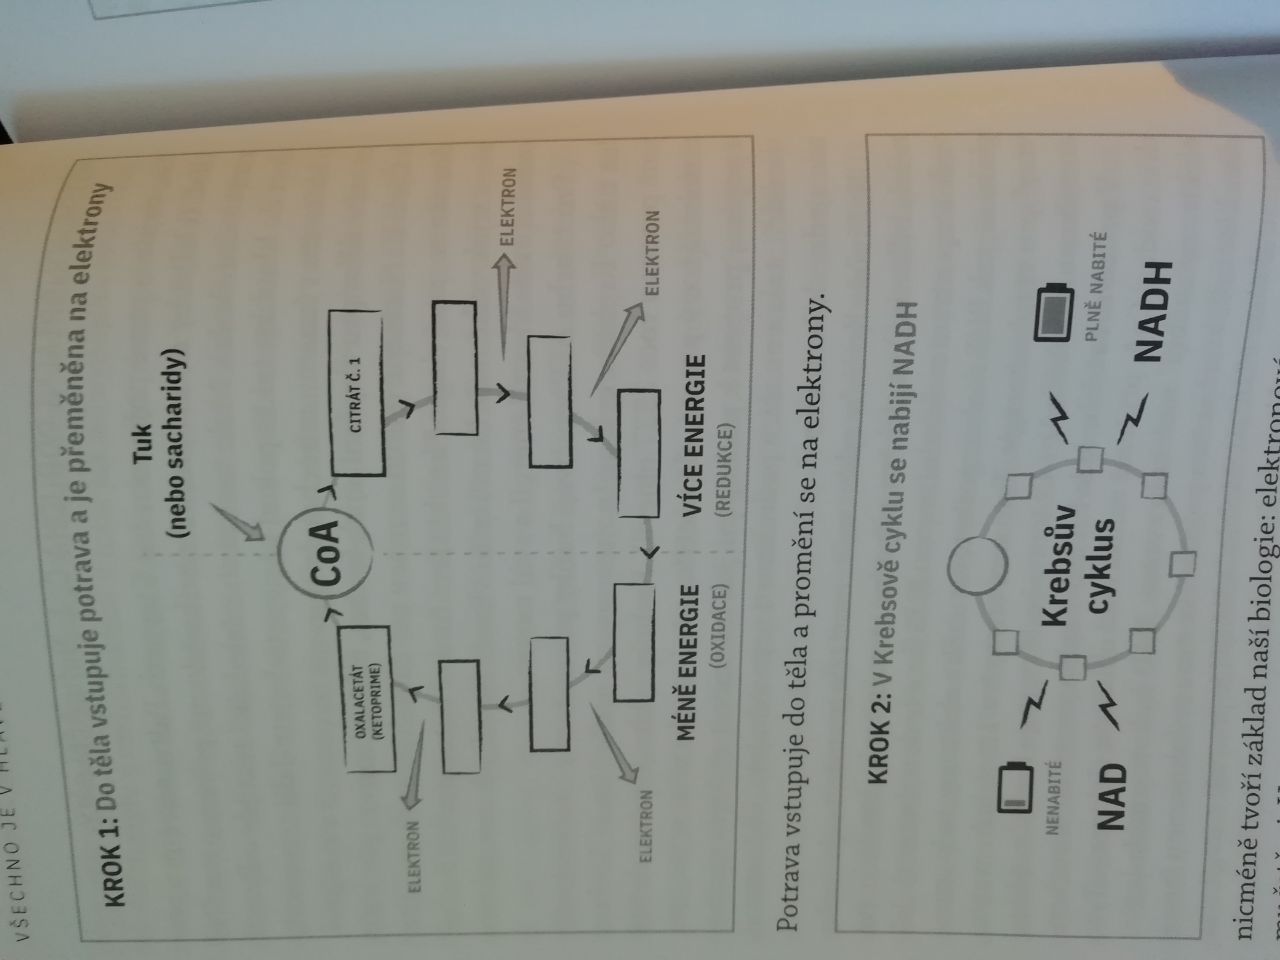 VŠECHNO JE V
KROK 1: Do těla vstupuje potrava a je přeměněna na elektrony
Tuk
(nebo sacharidy)
CoA
OXALACETÁT
(KETOPRIME)
CITRÁT Č. 1
ELEKTRON
ELEKTRON
ELEKTRON
ELEKTRON
MÉNĚ ENERGIE
(OXIDACE)
VÍCE ENERGIE
(REDUKCE)
Potrava vstupuje do těla a promění se na elektrony.
KROK 2: V Krebsově cyklu se nabijí NADH
NENABITÉ
NAD
Krebsův
cyklus
PLNĚ NABITÉ
NADH
nicméně tvoří základ naší biologie: elektronové